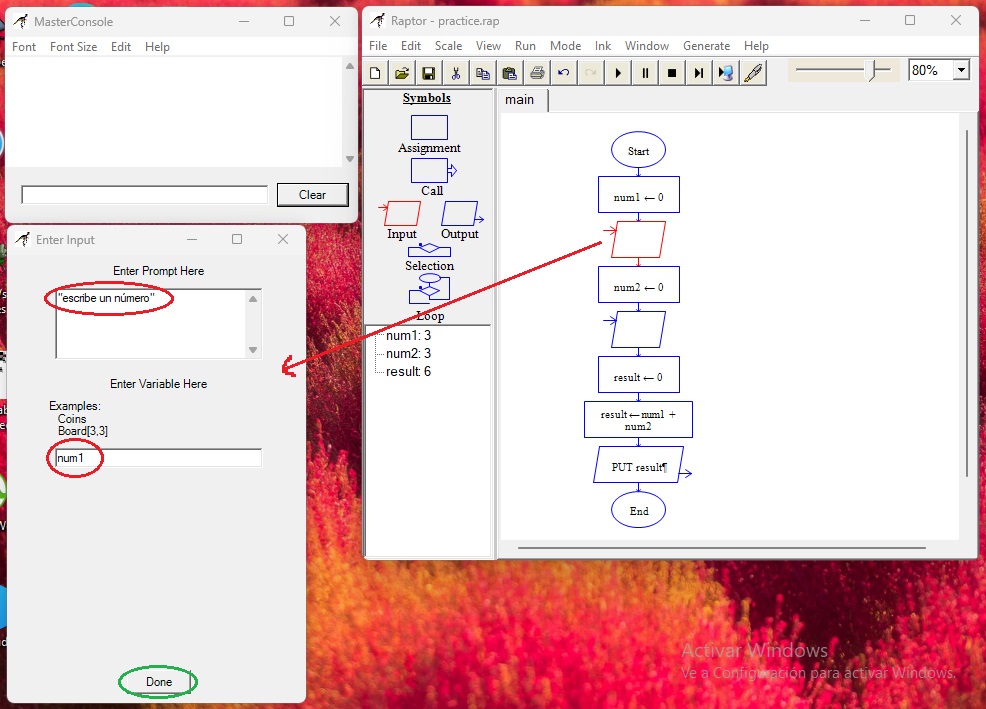 MasterConsole
Font Font Size Edit Help
Clear
Enter Input
Enter Prompt Here
"escribe un número"
Enter Variable Here
Examples:
Coins
Board[3,3]
num1
Done
Raptor - practice.rap
File Edit Scale View Run Mode Ink Window Generate Help
80%
Symbols
Assignment
Call
Input Output
Selection
Loop
num1: 3
num2: 3
result: 6
main
Start
num1 ← 0
num2 ← 0
result ← 0
result ← num1 +
num2
PUT result¶
End
Activar Windows
Ve a Configuración para activar Windows.